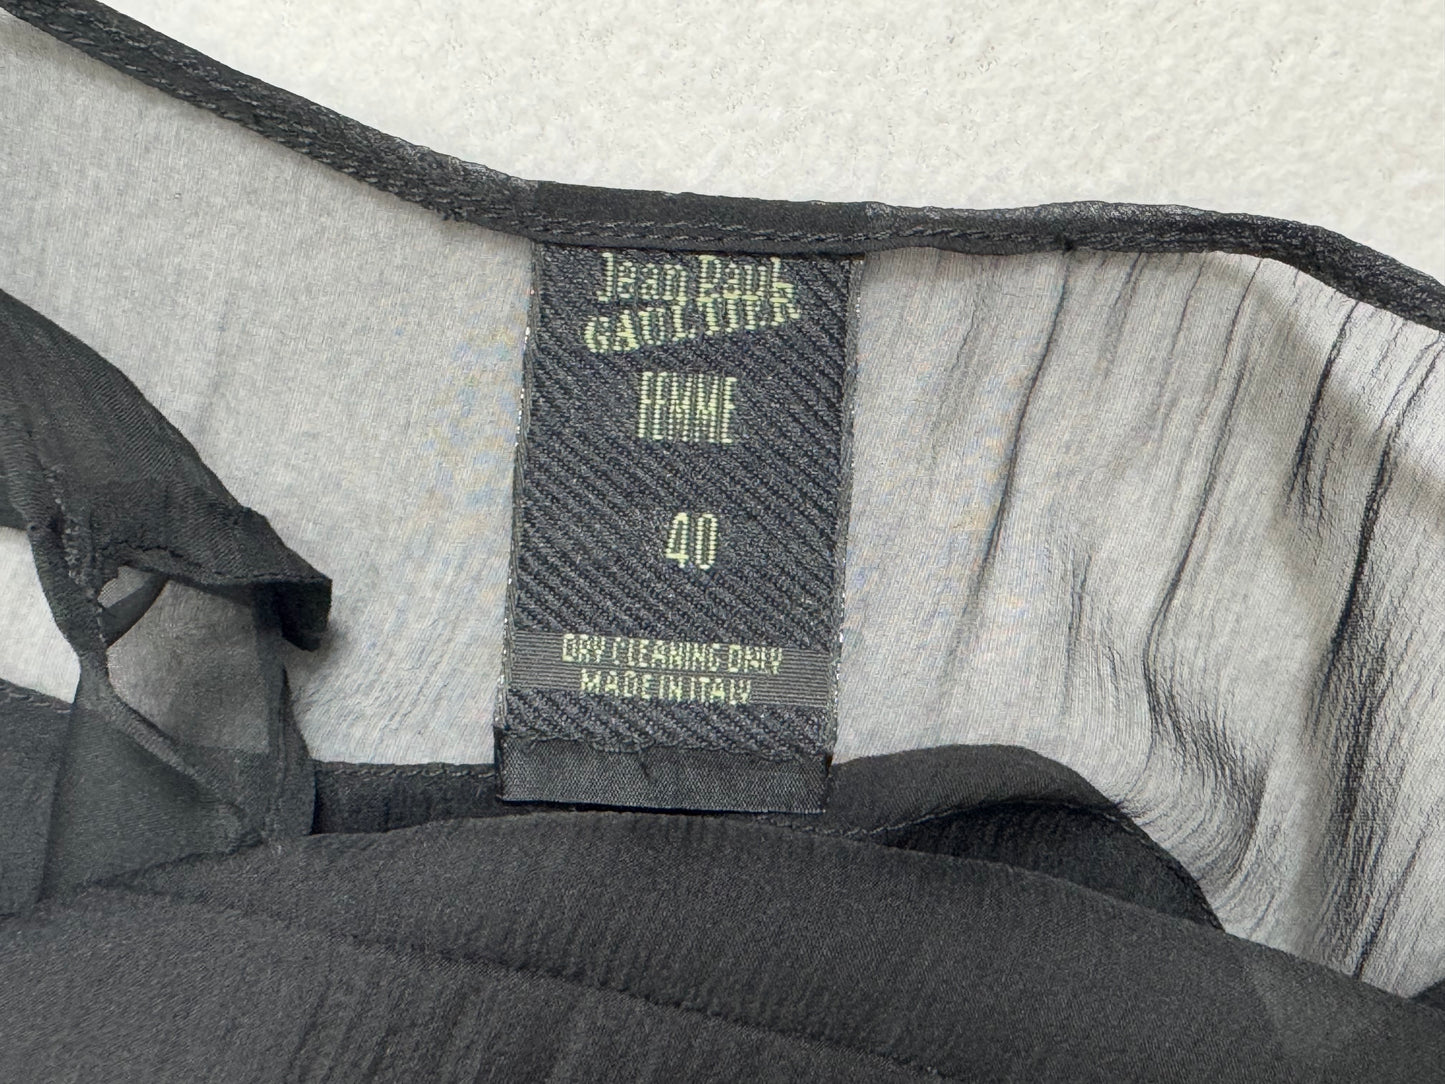 Jean Paul
GAULTIER
FEMME
40
DRY CLEANING ONLY
MADE IN ITALY